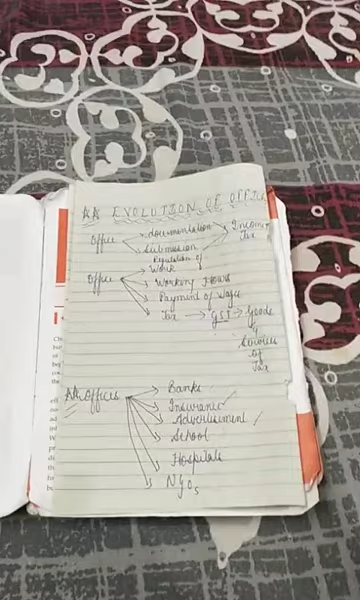 EVOLUTION OF OFFICE
Office documentation Income
Submission Tax
Regulation of
Office Work
Working Hours
Payment of Wages
Tax → GST → Goods
&
Services
Tax
Offices Banks
Insurance
Advertisement
School
Hospitals
NGOs